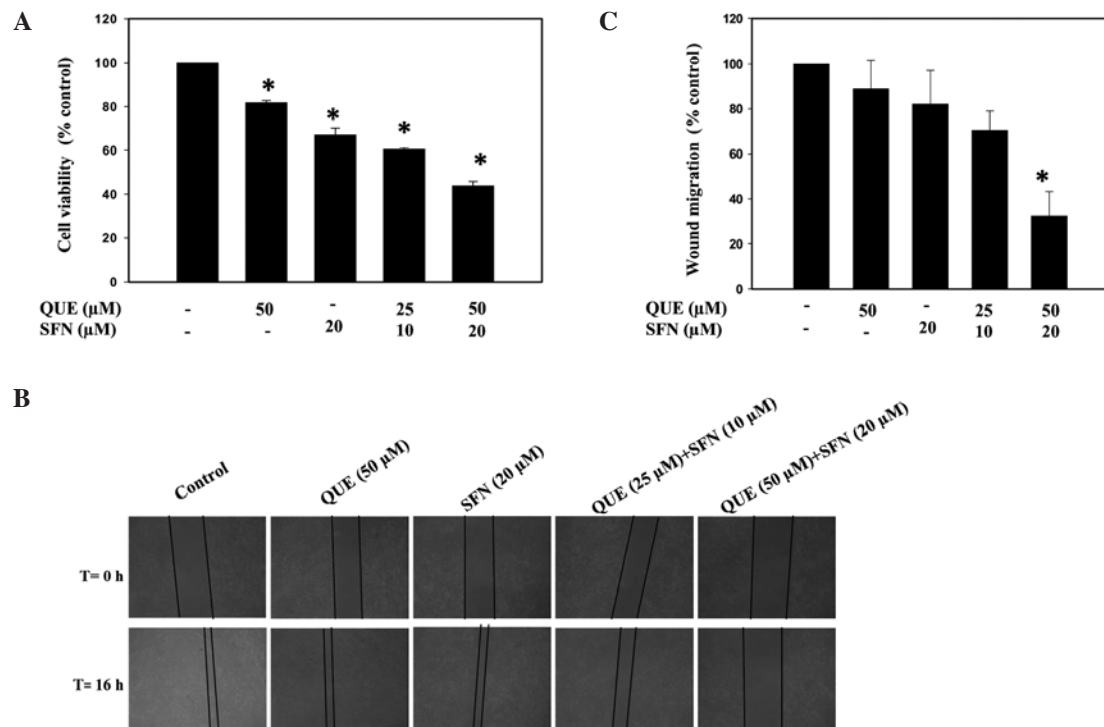 A
Cell viability (% control)
120
100
80
60
40
20
0
QUE (µM) - 50 - 25 50
SFN (µM) - - 20 10 20
* * * *
C
Wound migration (% control)
120
100
80
60
40
20
0
QUE (µM) - 50 - 25 50
SFN (µM) - - 20 10 20
*
B
Control
QUE (50 µM)
SFN (20 µM)
QUE (25 µM)+SFN (10 µM)
QUE (50 µM)+SFN (20 µM)
T= 0 h
T= 16 h